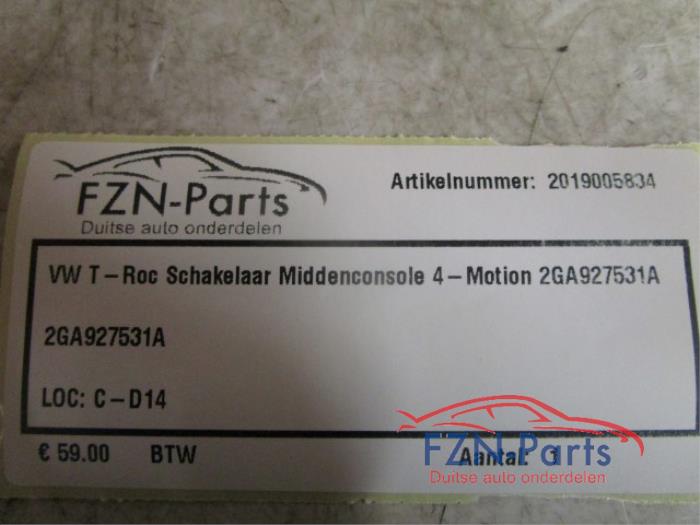 FZN-Parts
Duitse auto onderdelen
Artikelnummer: 2019005834
VW T-Roc Schakelaar Middenconsole 4-Motion 2GA927531A
2GA927531A
LOC: C-D14
€ 59.00 BTW Aantal: 1
FZN-Parts
Duitse auto onderdelen